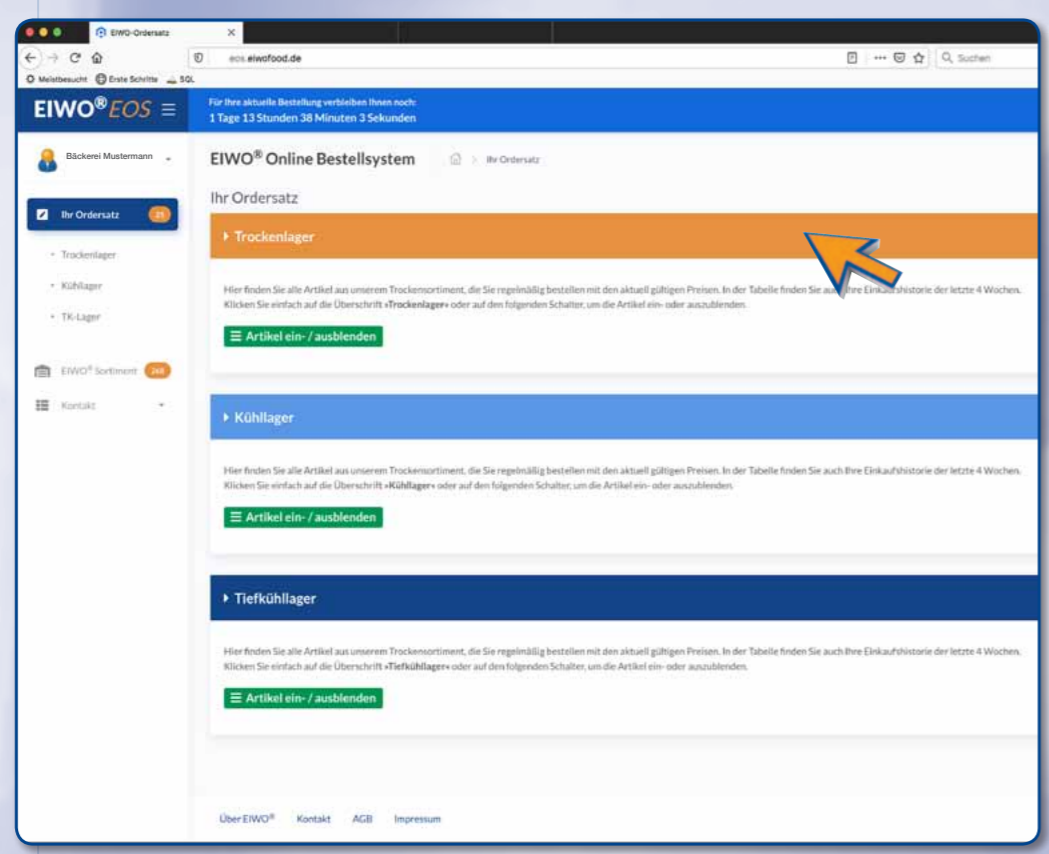 EIWO-Ordersatz
eos.eiwofood.de
Suchen
Meistbesucht Erste Schritte SQL
EIWO® EOS
Für Ihre aktuelle Bestellung verbleiben Ihnen noch:
1 Tage 13 Stunden 38 Minuten 3 Sekunden
Bäckerei Mustermann
EIWO® Online Bestellsystem
Ihr Ordersatz
Ihr Ordersatz
Ihr Ordersatz
Trockenlager
Kühllager
TK-Lager
EIWO® Sortiment 268
Kontakt
Trockenlager
Hier finden Sie alle Artikel aus unserem Trockensortiment, die Sie regelmäßig bestellen mit den aktuell gültigen Preisen. In der Tabelle finden Sie auch Ihre Einkaufshistorie der letzte 4 Wochen.
Klicken Sie einfach auf die Überschrift »Trockenlager« oder auf den folgenden Schalter, um die Artikel ein- oder auszublenden.
Artikel ein- / ausblenden
Kühllager
Hier finden Sie alle Artikel aus unserem Trockensortiment, die Sie regelmäßig bestellen mit den aktuell gültigen Preisen. In der Tabelle finden Sie auch Ihre Einkaufshistorie der letzte 4 Wochen.
Klicken Sie einfach auf die Überschrift »Kühllager« oder auf den folgenden Schalter, um die Artikel ein- oder auszublenden.
Artikel ein- / ausblenden
Tiefkühllager
Hier finden Sie alle Artikel aus unserem Trockensortiment, die Sie regelmäßig bestellen mit den aktuell gültigen Preisen. In der Tabelle finden Sie auch Ihre Einkaufshistorie der letzte 4 Wochen.
Klicken Sie einfach auf die Überschrift »Tiefkühllager« oder auf den folgenden Schalter, um die Artikel ein- oder auszublenden.
Artikel ein- / ausblenden
Über EIWO® Kontakt AGB Impressum